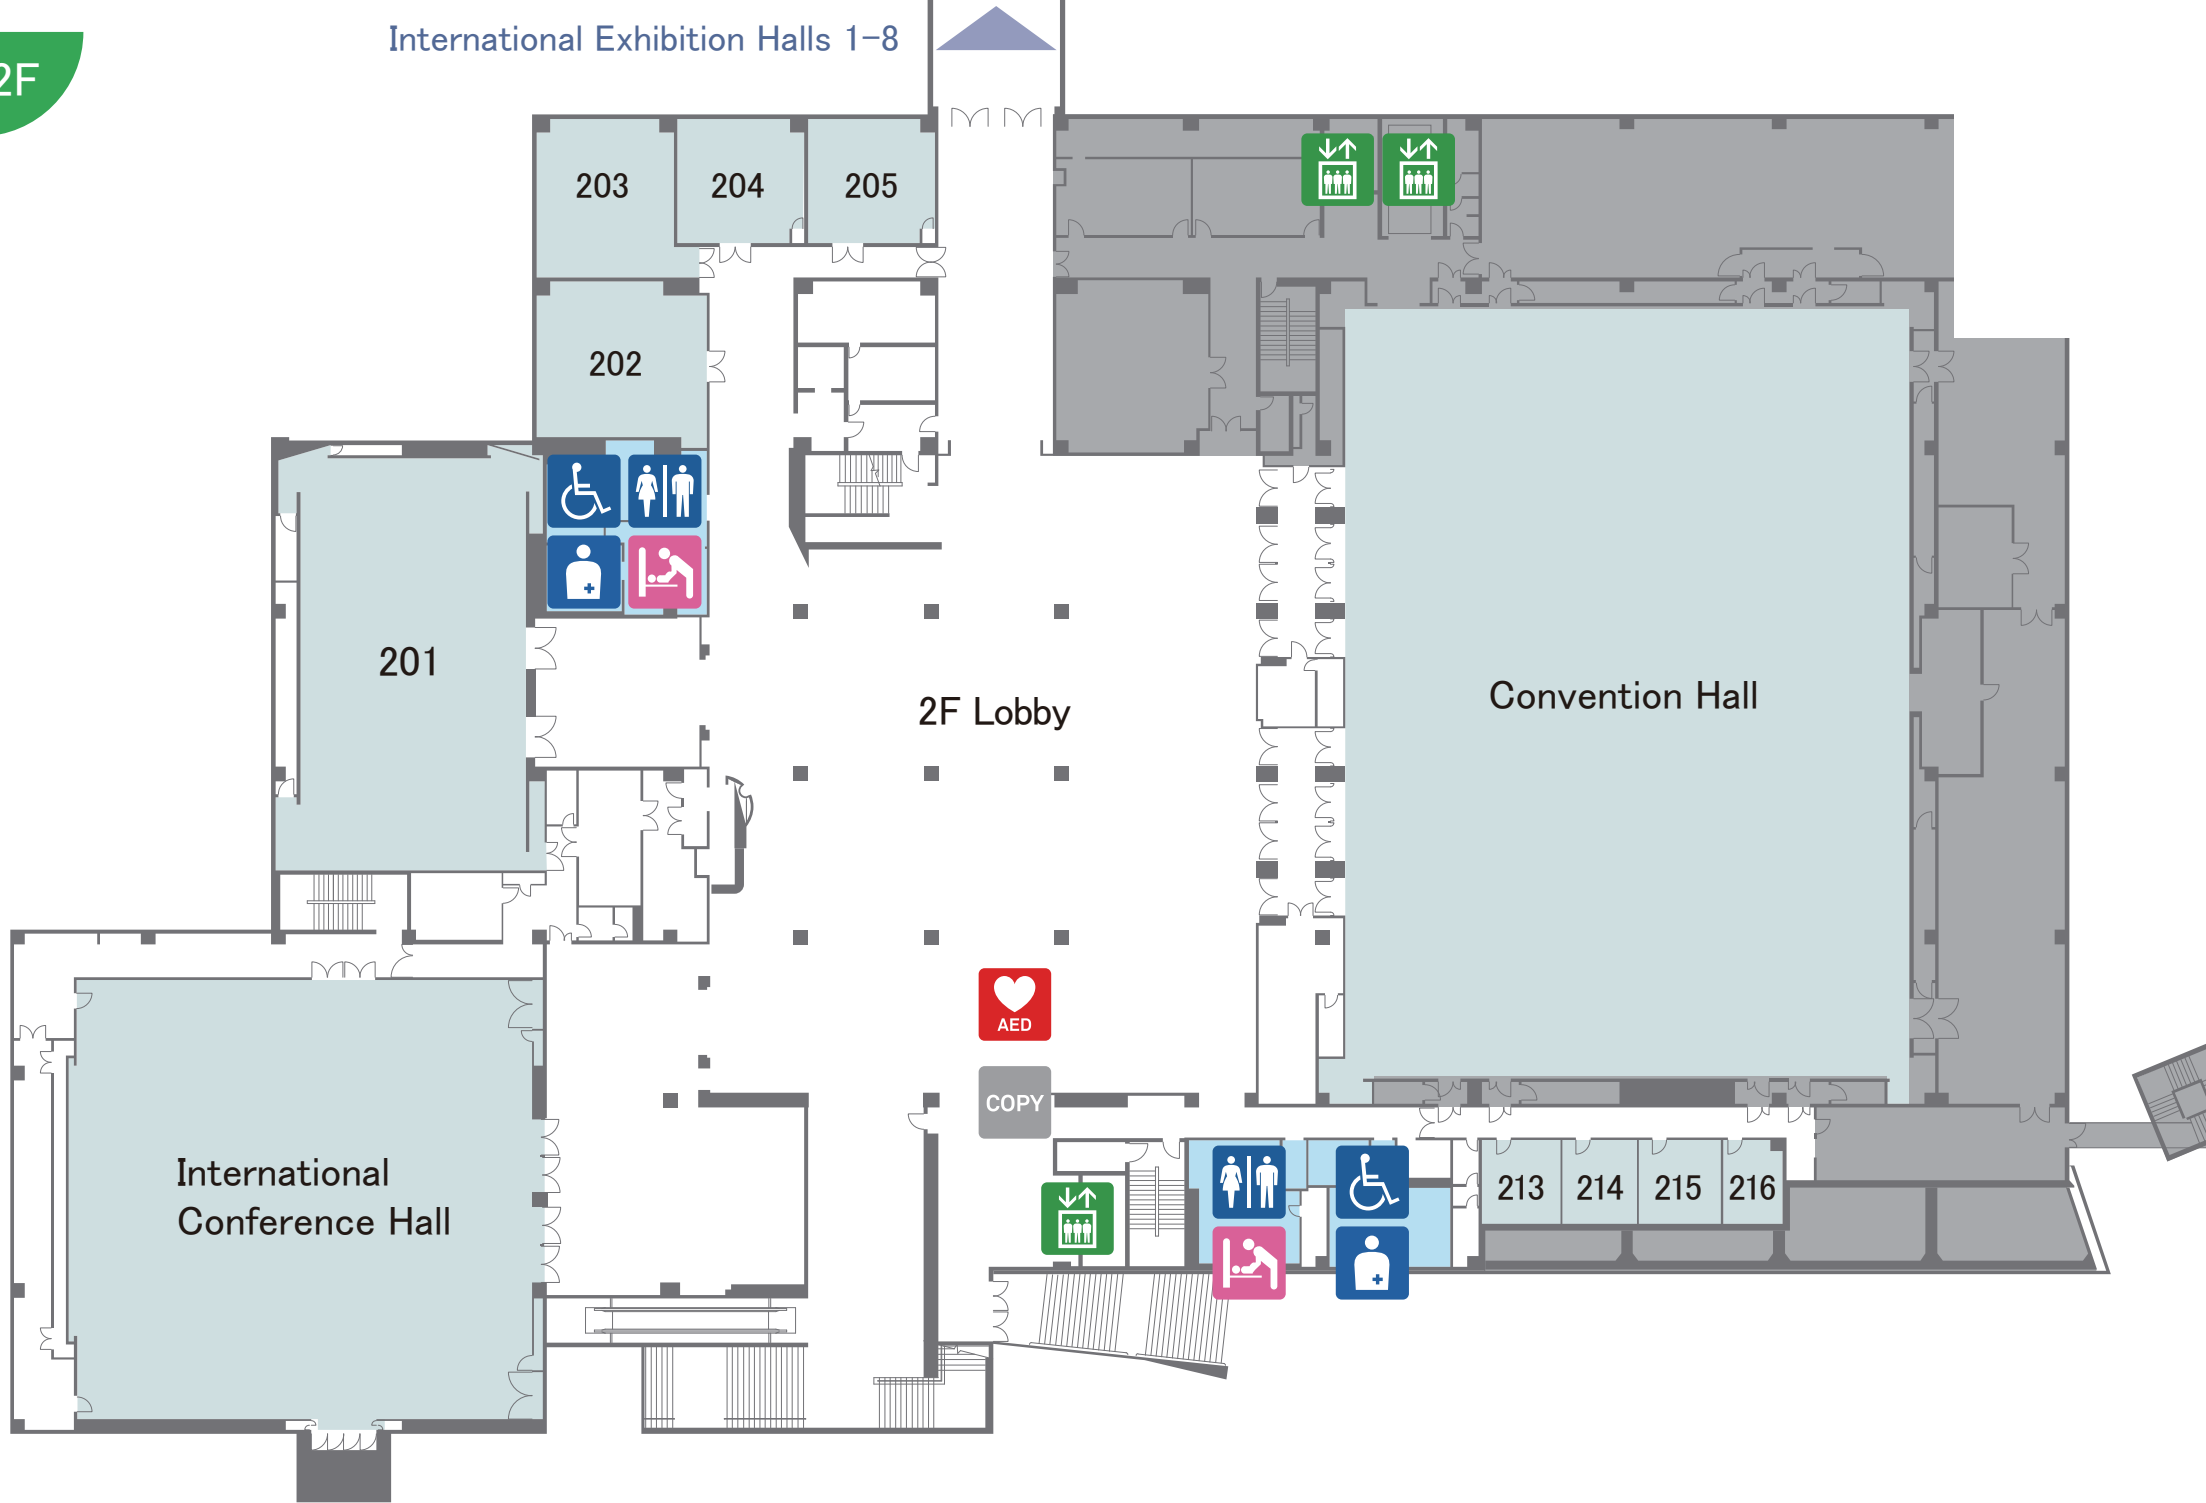 International Exhibition Halls 1-8
2F
203
204
205
202
201
2F Lobby
Convention Hall
AED
COPY
International
Conference Hall
213
214
215
216